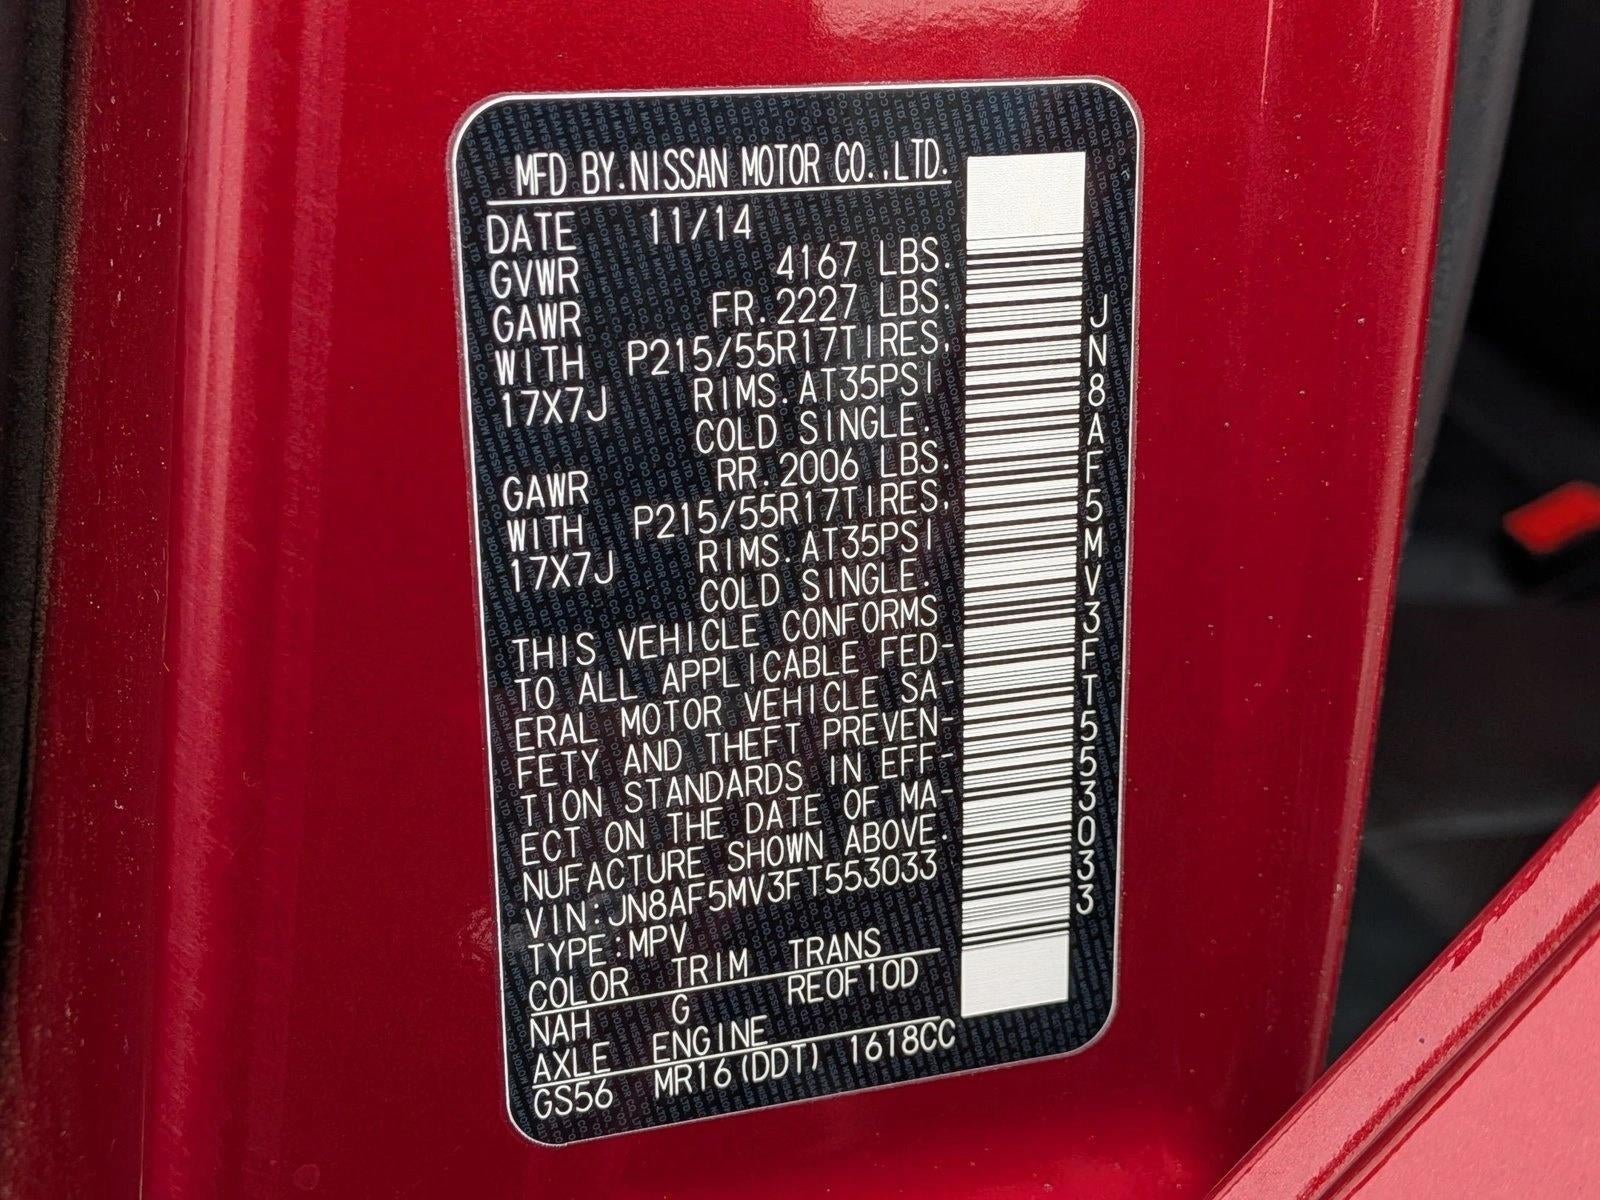 MFD BY.NISSAN MOTOR CO.,LTD.
DATE 11/14
GVWR 4167 LBS.
GAWR FR.2227 LBS.
WITH P215/55R17TIRES,
17X7J RIMS.AT35PSI
COLD SINGLE.
GAWR RR.2006 LBS.
WITH P215/55R17TIRES,
17X7J RIMS.AT35PSI
COLD SINGLE.
THIS VEHICLE CONFORMS
TO ALL APPLICABLE FED-
ERAL MOTOR VEHICLE SA-
FETY AND THEFT PREVEN-
TION STANDARDS IN EFF-
ECT ON THE DATE OF MA-
NUFACTURE SHOWN ABOVE.
VIN:JN8AF5MV3FT553033
TYPE:MPV
COLOR TRIM TRANS
NAH G RE0F10D
AXLE ENGINE
GS56 MR16(DDT) 1618CC
JN8AF5MV3FT553033